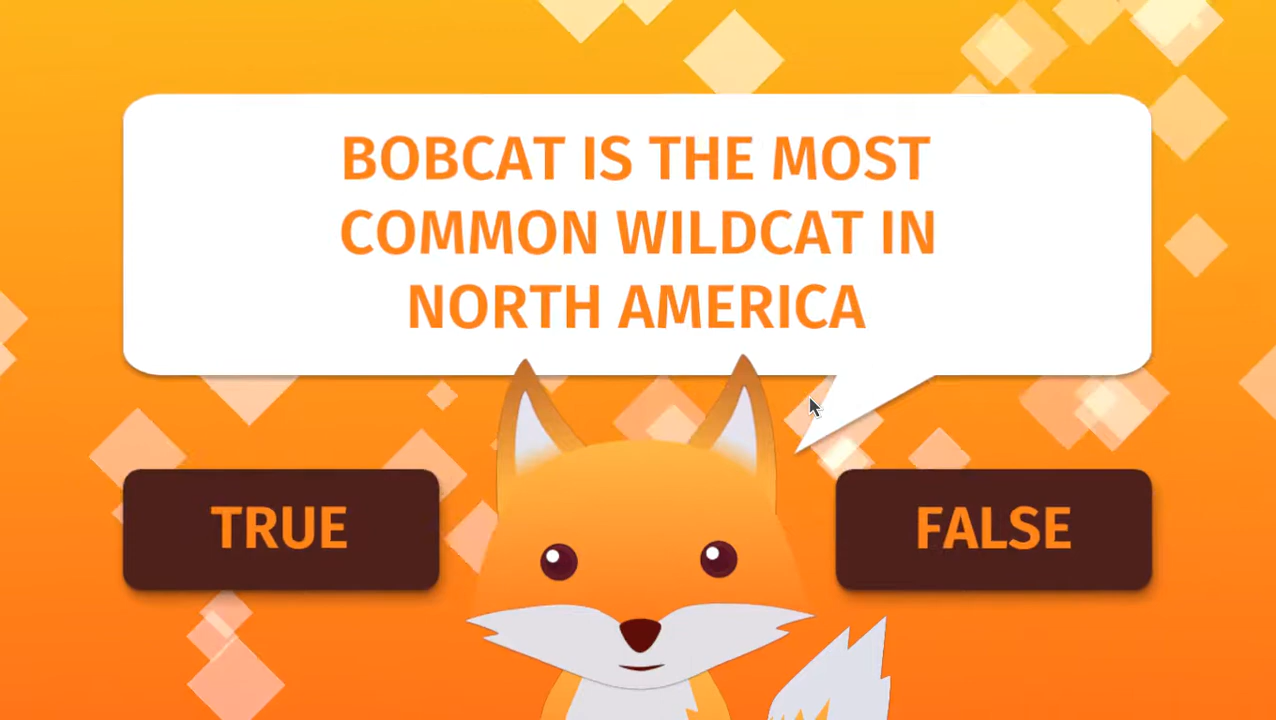 BOBCAT IS THE MOST
COMMON WILDCAT IN
NORTH AMERICA
TRUE
FALSE